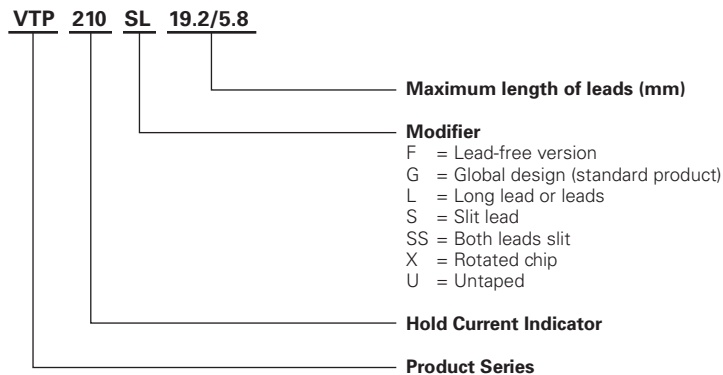 VTP 210 SL 19.2/5.8
Maximum length of leads (mm)
Modifier
F = Lead-free version
G = Global design (standard product)
L = Long lead or leads
S = Slit lead
SS = Both leads slit
X = Rotated chip
U = Untaped
Hold Current Indicator
Product Series